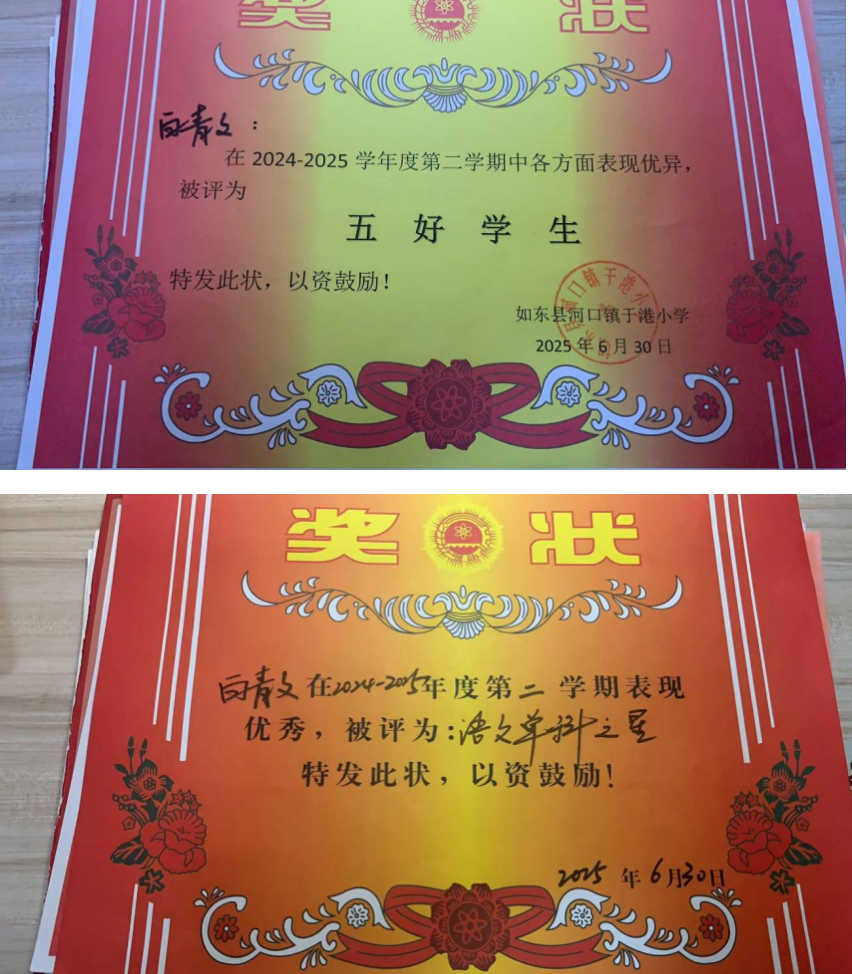 奖 状
白青文：
在 2024-2025 学年度第二学期中各方面表现优异，
被评为
五 好 学 生
特发此状，以资鼓励！
如东县河口镇于港小学
2025 年 6 月 30 日
奖 状
白青文在2024-2025年度第二学期表现
优秀，被评为：语文单科之星
特发此状，以资鼓励！
2025 年 6 月 30 日